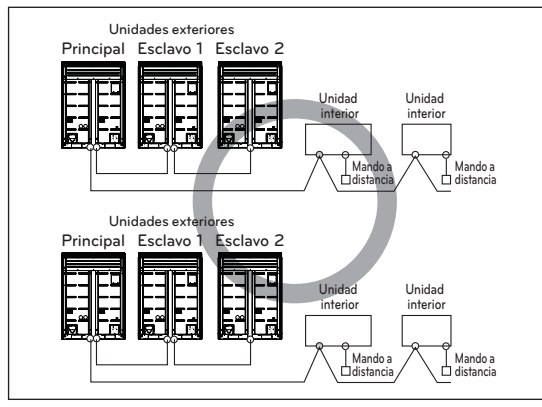 Unidades exteriores
Principal Esclavo 1 Esclavo 2
Unidad
interior
Unidad
interior
Mando a
distancia
Mando a
distancia
Unidades exteriores
Principal Esclavo 1 Esclavo 2
Unidad
interior
Unidad
interior
Mando a
distancia
Mando a
distancia